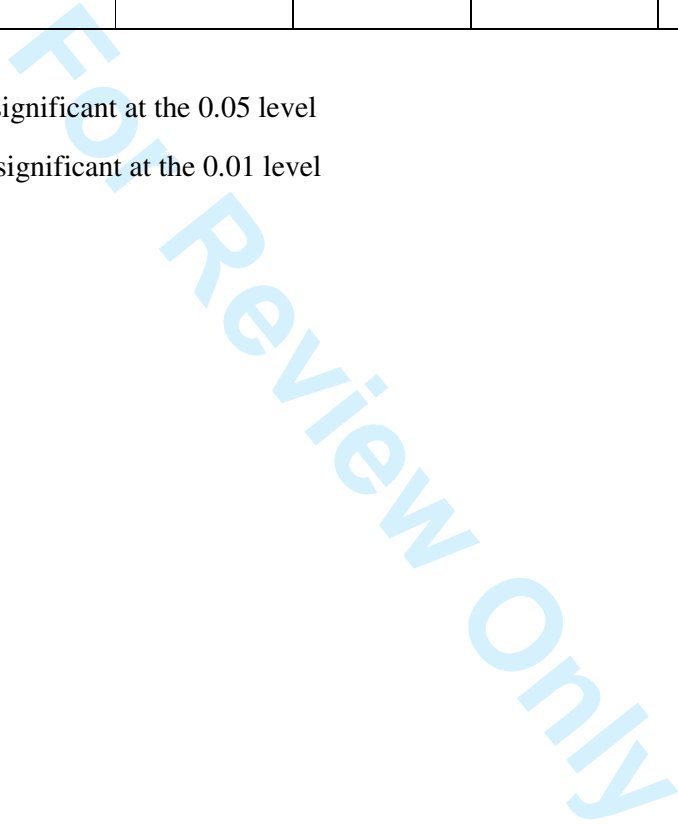 significant at the 0.05 level
significant at the 0.01 level
For Review Only